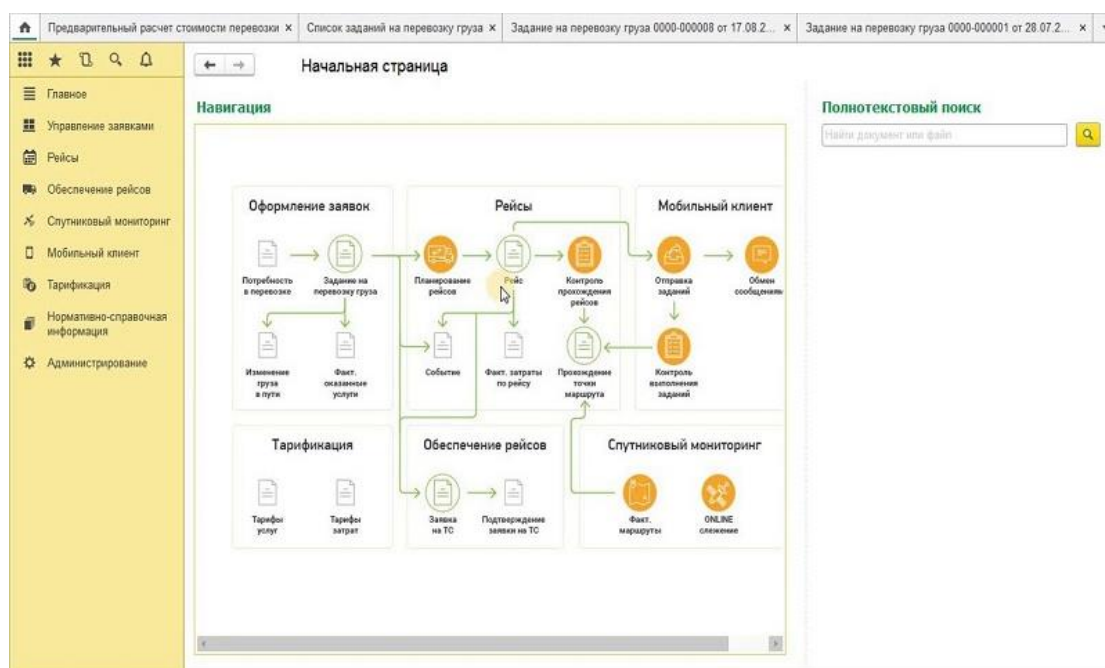 Предварительный расчет стоимости перевозки ×
Список заданий на перевозку груза ×
Задание на перевозку груза 0000-000008 от 17.08.2... ×
Задание на перевозку груза 0000-000001 от 28.07.2... ×
Начальная страница
Главное
Управление заявками
Рейсы
Обеспечение рейсов
Спутниковый мониторинг
Мобильный клиент
Тарификация
Нормативно-справочная
информация
Администрирование
Навигация
Оформление заявок
Потребность
в перевозке
Задание на
перевозку груза
Изменение
груза
в пути
Факт.
оказанные
услуги
Рейсы
Планирование
рейсов
Рейс
Контроль
прохождения
рейсов
Событие
Факт. затраты
по рейсу
Прохождение
точки
маршрута
Мобильный клиент
Отправка
заданий
Обмен
сообщениям
Контроль
выполнения
заданий
Тарификация
Тарифы
услуг
Тарифы
затрат
Обеспечение рейсов
Заявка
на ТС
Подтверждение
заявки на ТС
Спутниковый мониторинг
Факт.
маршруты
ONLINE
слежение
Полнотекстовый поиск
Найти документ или файл